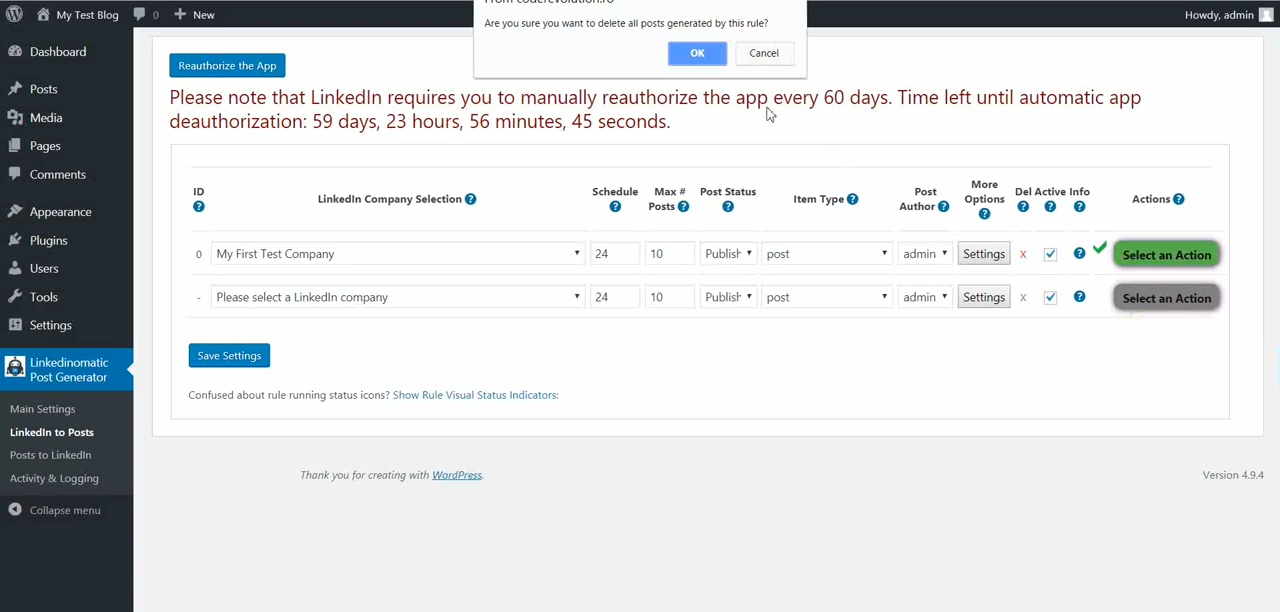 My Test Blog
0
New
Howdy, admin
From coderevolution.ro
Are you sure you want to delete all posts generated by this rule?
OK
Cancel
Dashboard
Posts
Media
Pages
Comments
Appearance
Plugins
Users
Tools
Settings
Linkedinomatic
Post Generator
Main Settings
LinkedIn to Posts
Posts to LinkedIn
Activity & Logging
Collapse menu
Reauthorize the App
Please note that LinkedIn requires you to manually reauthorize the app every 60 days. Time left until automatic app
deauthorization: 59 days, 23 hours, 56 minutes, 45 seconds.
ID LinkedIn Company Selection Schedule Max # Posts Post Status Item Type Post Author More Options Del Active Info Actions
0 My First Test Company 24 10 Publish post admin Settings X Select an Action
- Please select a LinkedIn company 24 10 Publish post admin Settings X Select an Action
Save Settings
Confused about rule running status icons? Show Rule Visual Status Indicators:
Thank you for creating with WordPress.
Version 4.9.4